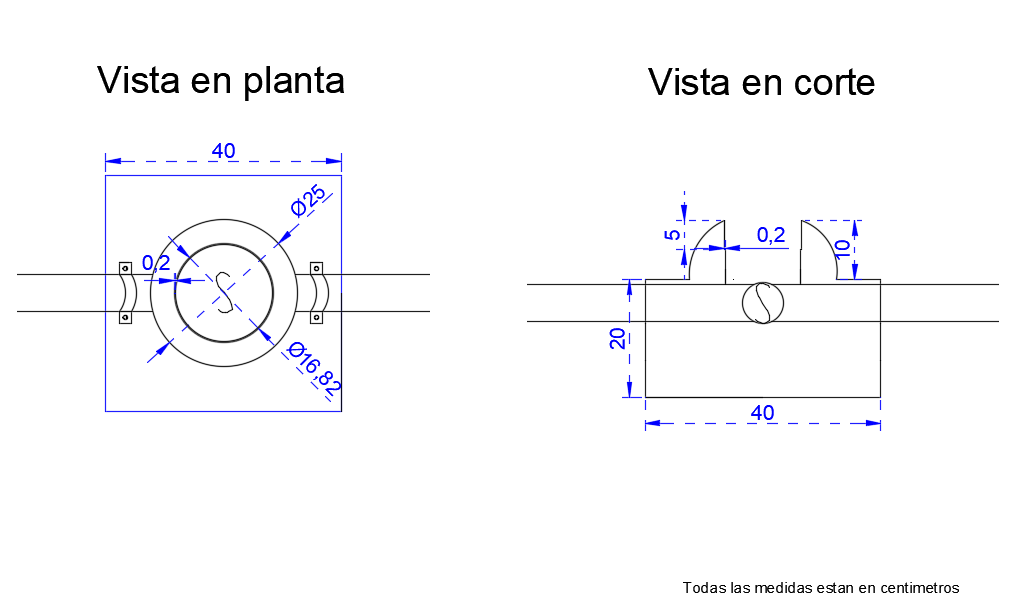 Vista en planta
Vista en corte
40
Ø25
0,2
Ø16,82
5
0,2
10
20
40
Todas las medidas estan en centimetros